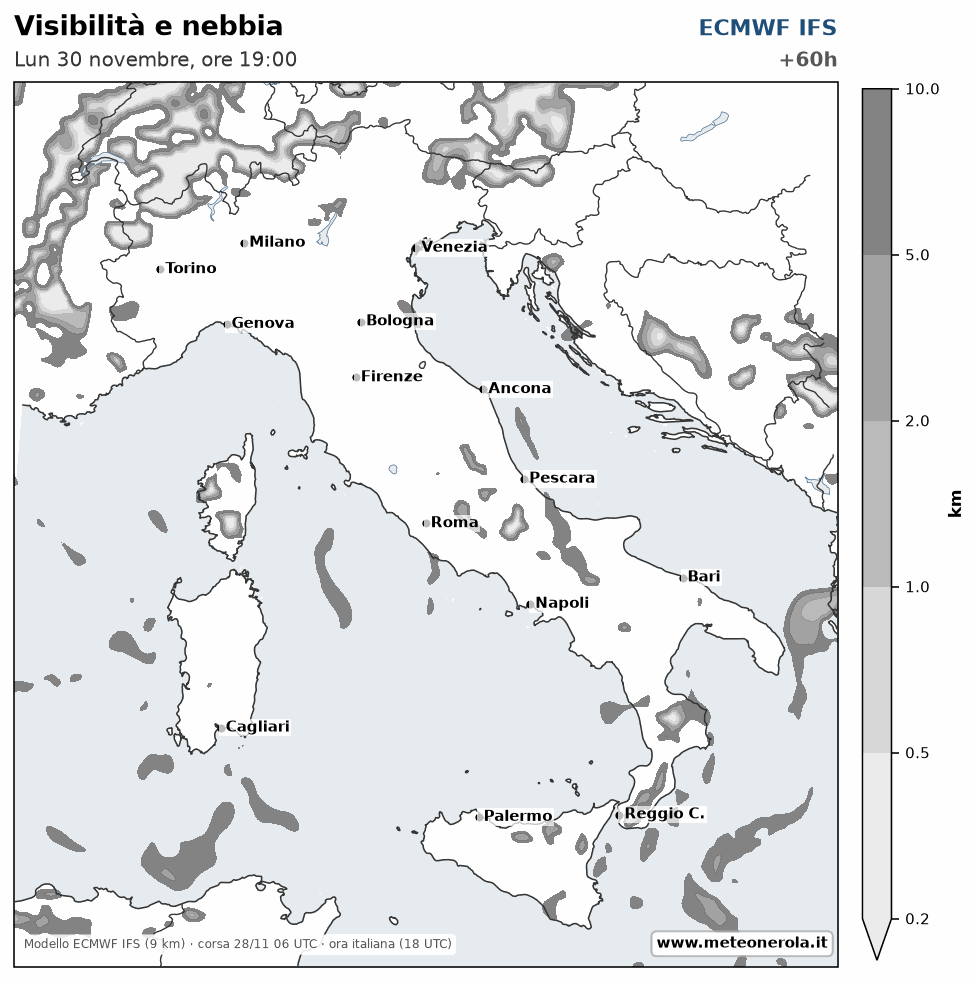 Visibilità e nebbia
ECMWF IFS
Lun 30 novembre, ore 19:00
+60h
Milano
Venezia
Torino
Genova
Bologna
Firenze
Ancona
Pescara
Roma
Bari
Napoli
Cagliari
Palermo
Reggio C.
10.0
5.0
2.0
1.0
0.5
0.2
km
Modello ECMWF IFS (9 km) · corsa 28/11 06 UTC · ora italiana (18 UTC)
www.meteonerola.it